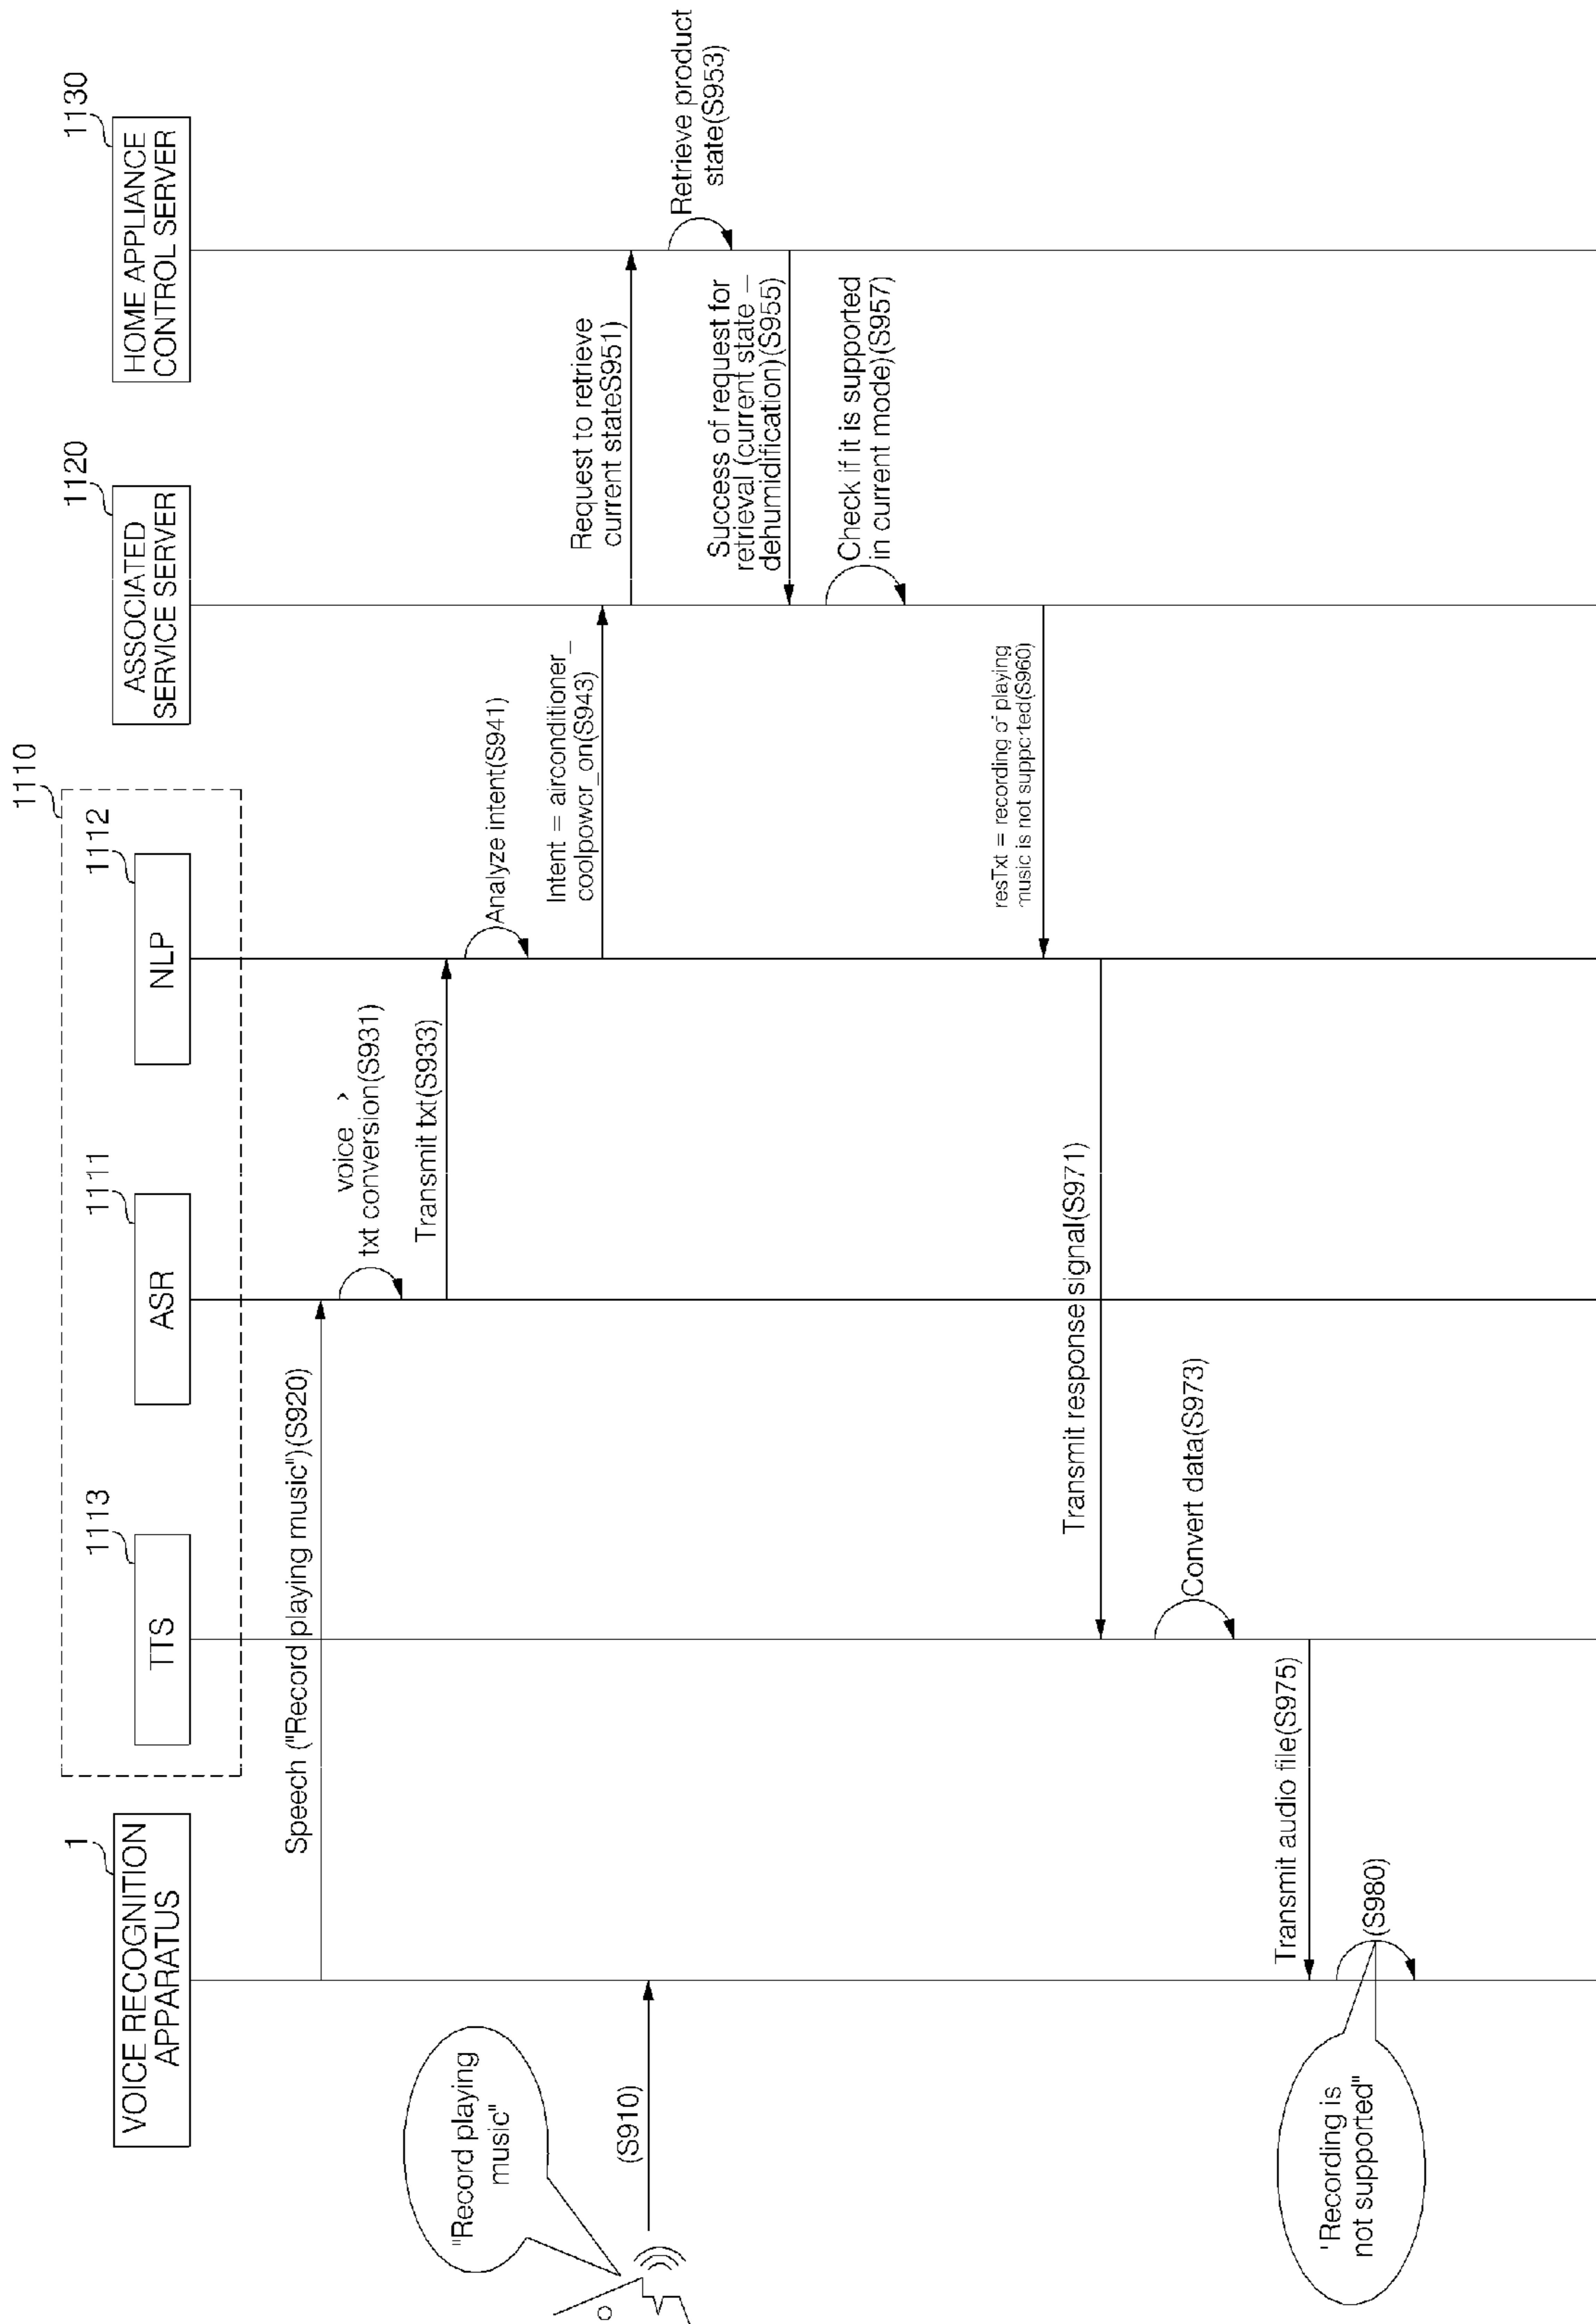 1
VOICE RECOGNITION
APPARATUS
1110
1113
TTS
1111
ASR
1112
NLP
1120
ASSOCIATED
SERVICE SERVER
1130
HOME APPLIANCE
CONTROL SERVER
"Record playing
music"
(S910)
Speech ("Record playing music")(S920)
voice >
txt conversion(S931)
Transmit txt(S933)
Analyze intent(S941)
Intent = airconditioner_
coolpower_on(S943)
Request to retrieve
current stateS951)
Retrieve product
state(S953)
Success of request for
retrieval (current state –
dehumidification)(S955)
Check if it is supported
in current mode)(S957)
resTxt = recording of playing
music is not supported(S960)
Transmit response signal(S971)
Convert data(S973)
Transmit audio file(S975)
(S980)
'Recording is
not supported"